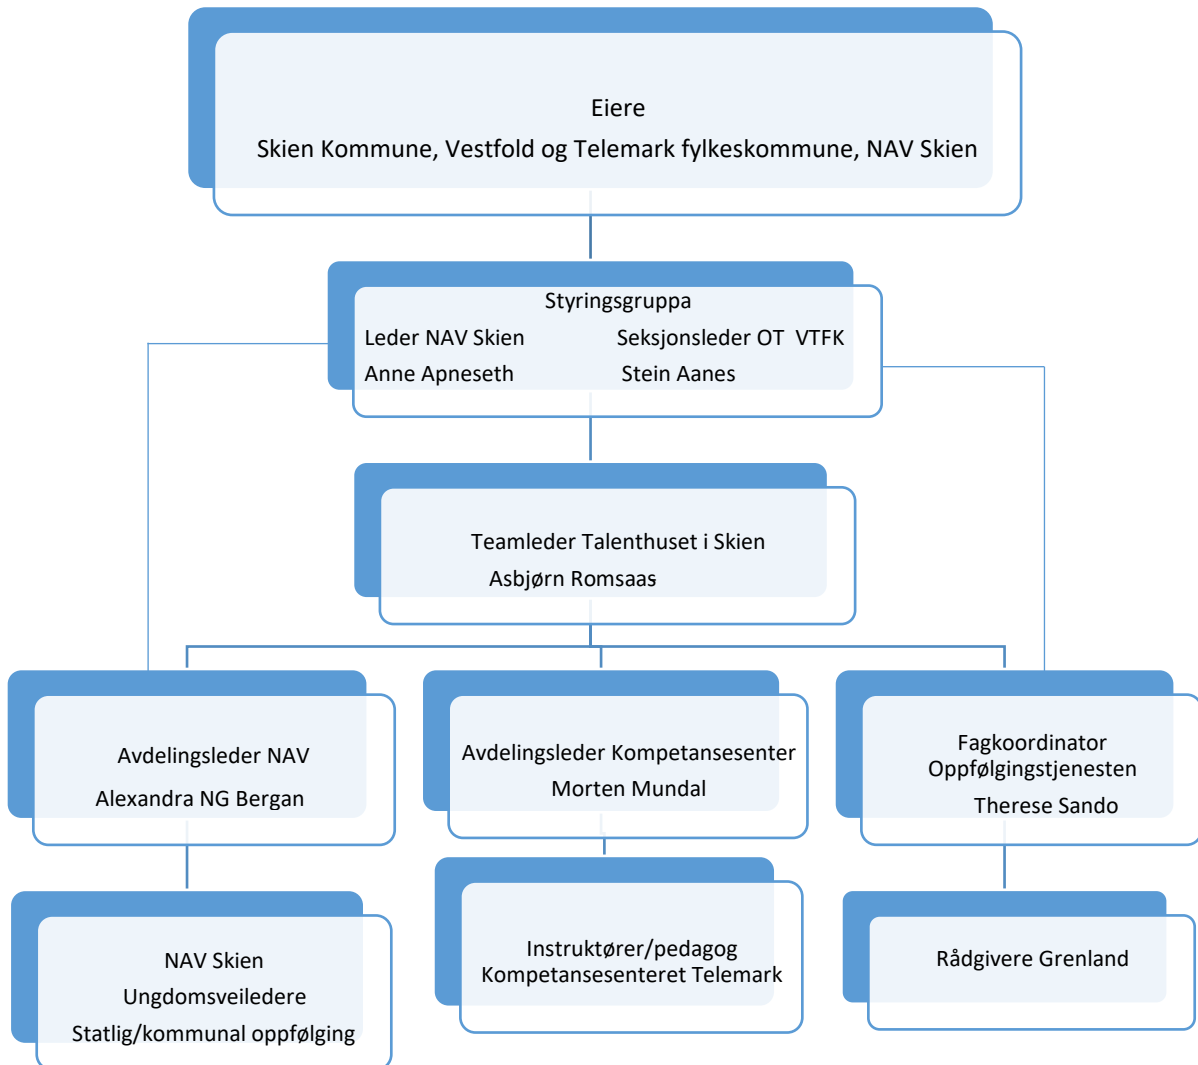 Eiere
Skien Kommune, Vestfold og Telemark fylkeskommune, NAV Skien
Styringsgruppa
Leder NAV Skien Seksjonsleder OT VTFK
Anne Apneseth Stein Aanes
Teamleder Talenthuset i Skien
Asbjørn Romsaas
Avdelingsleder NAV
Alexandra NG Bergan
Avdelingsleder Kompetansesenter
Morten Mundal
Fagkoordinator
Oppfølgingstjenesten
Therese Sando
NAV Skien
Ungdomsveiledere
Statlig/kommunal oppfølging
Instruktører/pedagog
Kompetansesenteret Telemark
Rådgivere Grenland